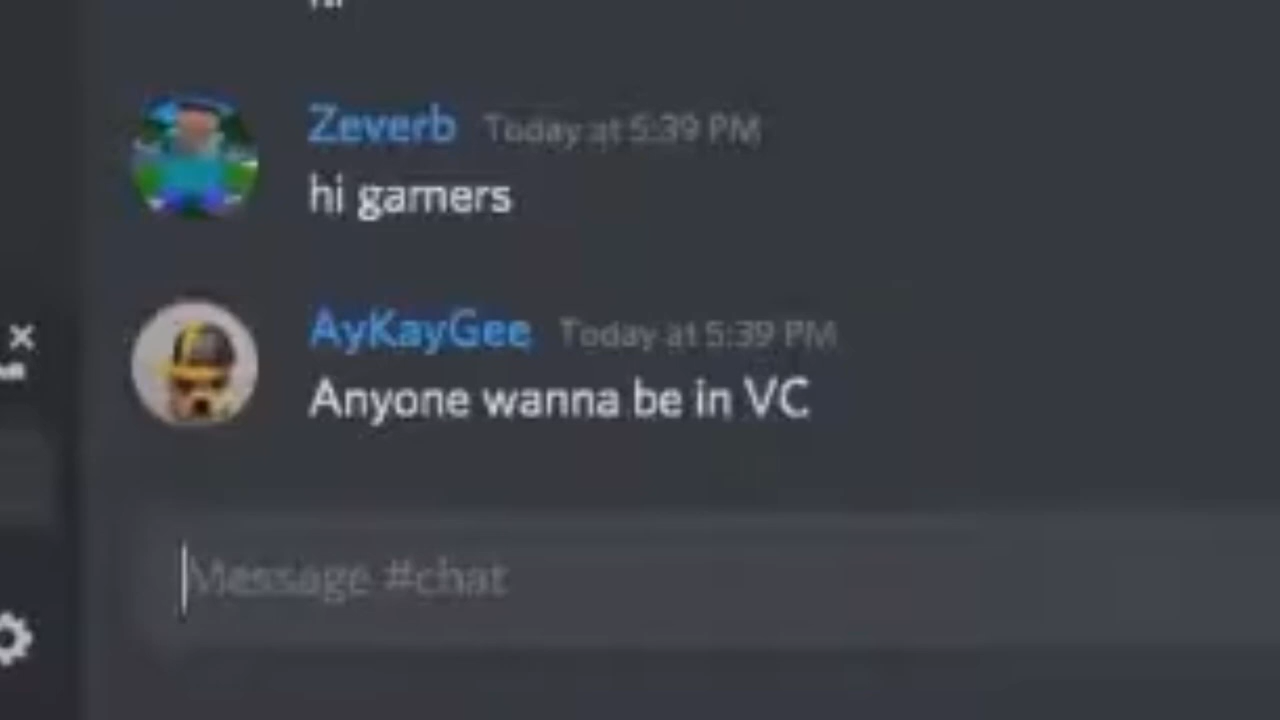 Zeverb Today at 5:39 PM
hi gamers
AyKayGee Today at 5:39 PM
Anyone wanna be in VC
Message #chat